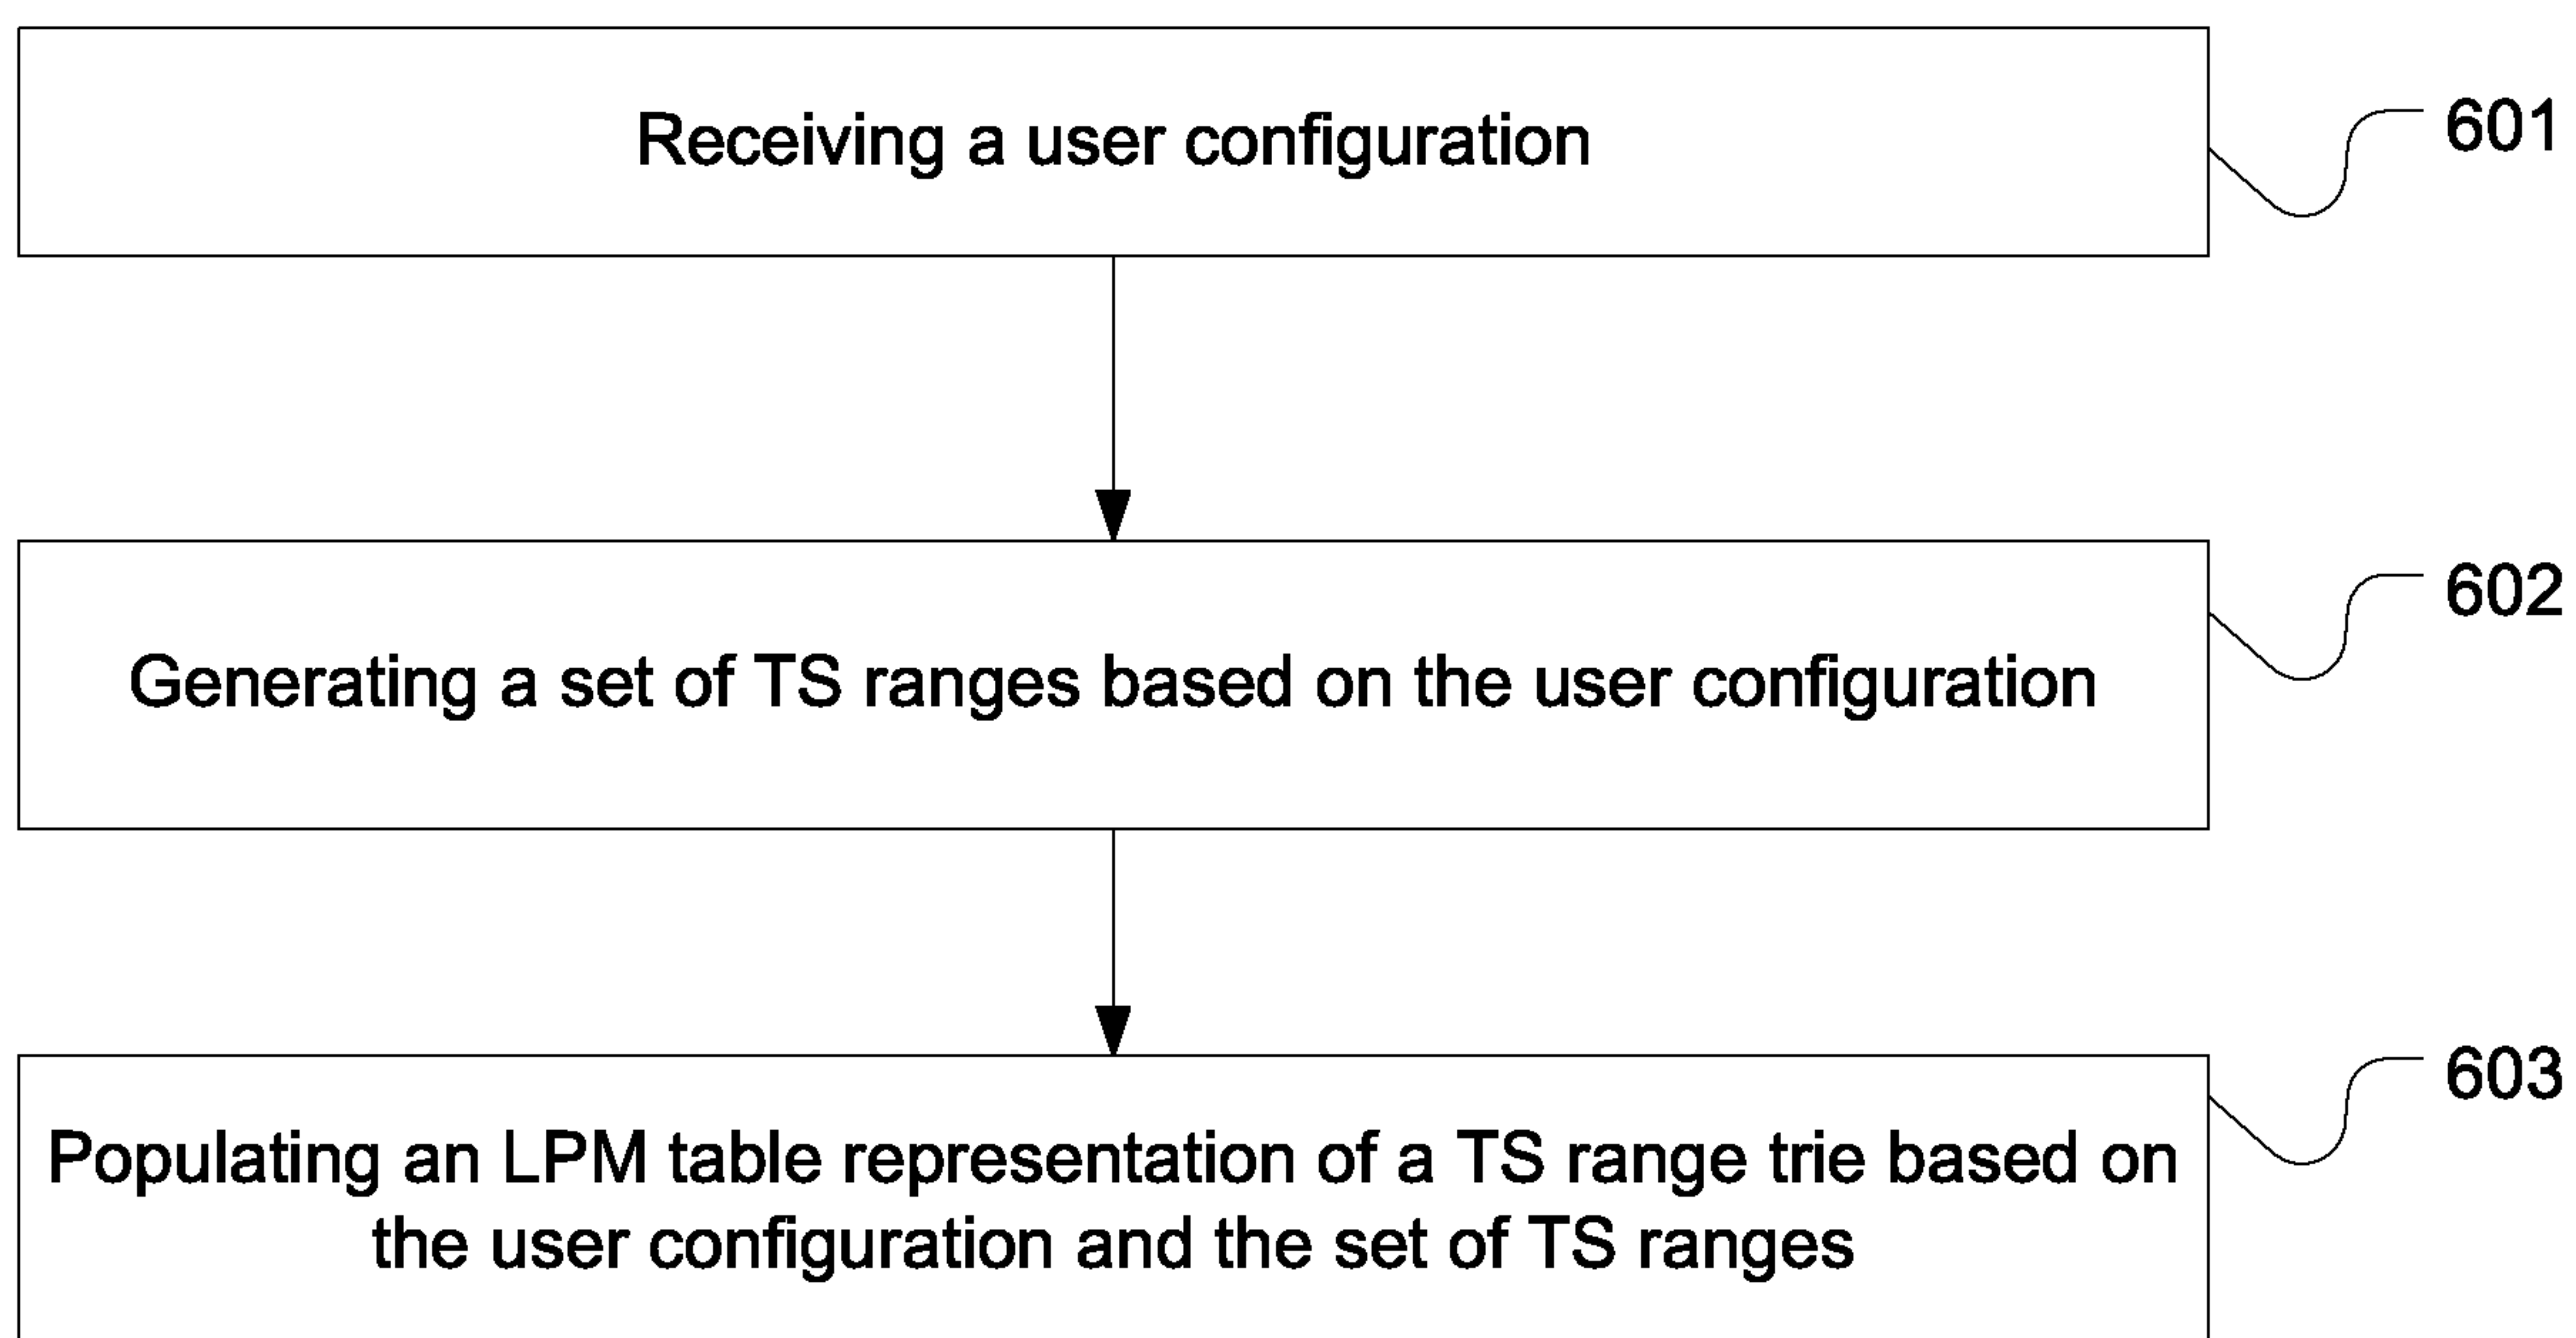 Receiving a user configuration
601
Generating a set of TS ranges based on the user configuration
602
Populating an LPM table representation of a TS range trie based on
the user configuration and the set of TS ranges
603